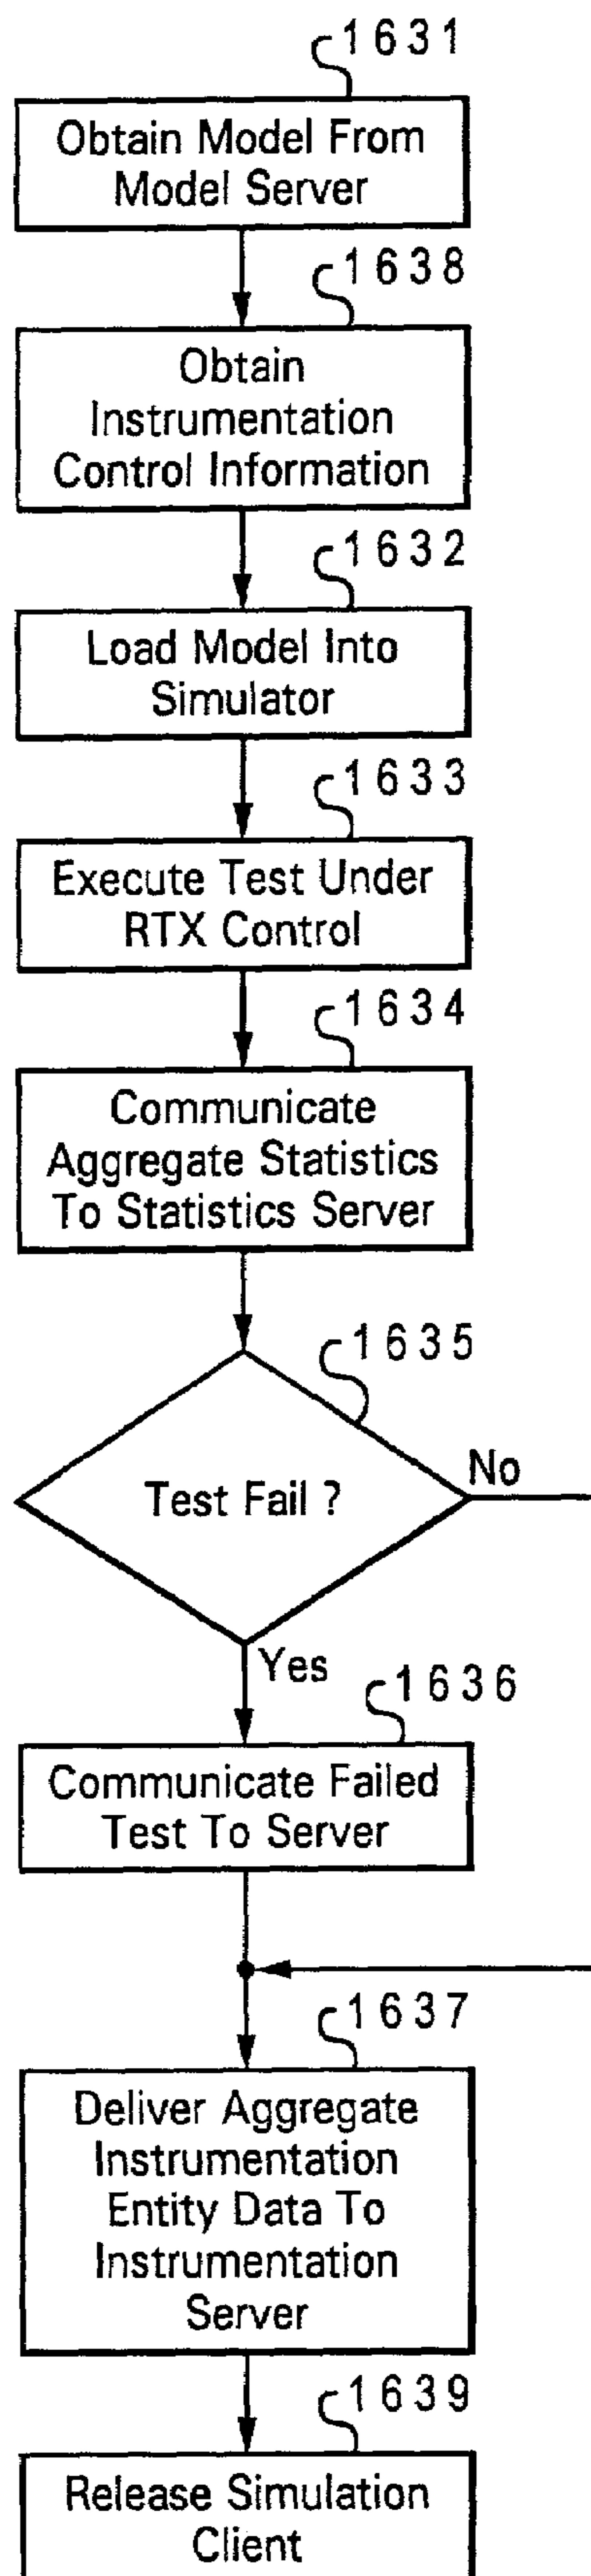 1631
Obtain Model From
Model Server
1638
Obtain
Instrumentation
Control Information
1632
Load Model Into
Simulator
1633
Execute Test Under
RTX Control
1634
Communicate
Aggregate Statistics
To Statistics Server
1635
Test Fail ?
No
Yes
1636
Communicate Failed
Test To Server
1637
Deliver Aggregate
Instrumentation
Entity Data To
Instrumentation
Server
1639
Release Simulation
Client